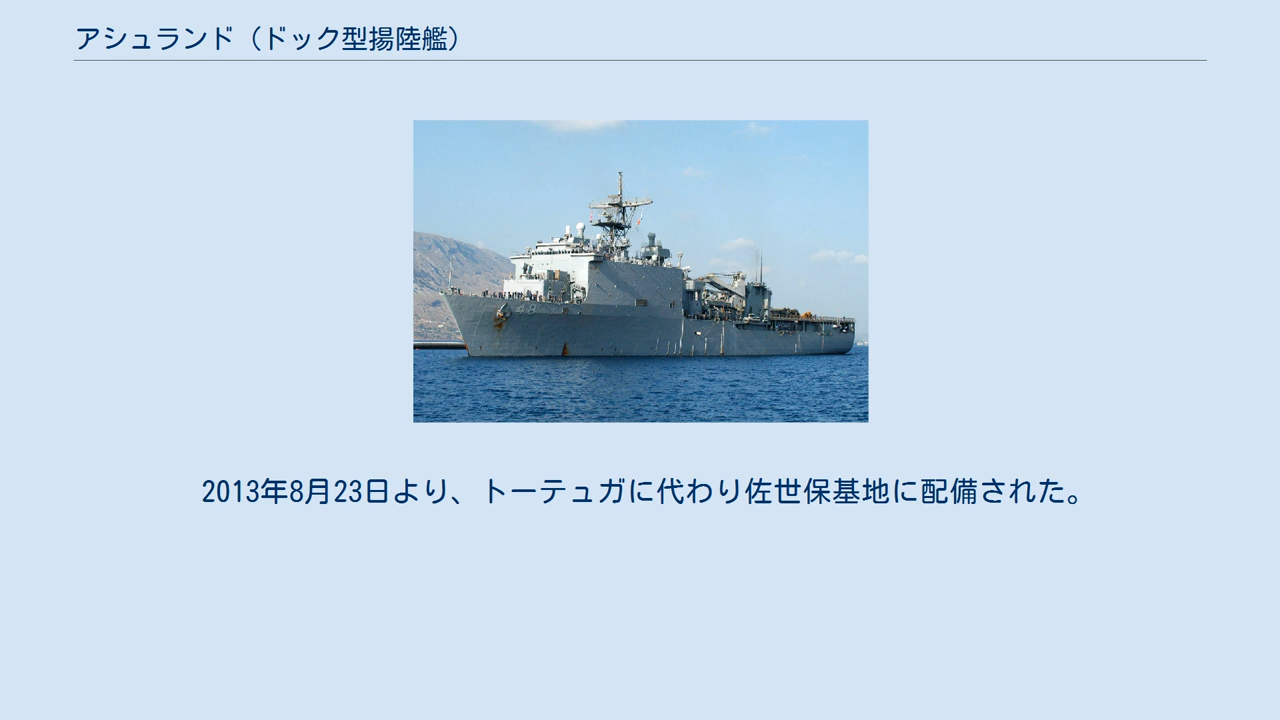 アシュランド（ドック型揚陸艦）
48
2013年8月23日より、トーテュガに代わり佐世保基地に配備された。